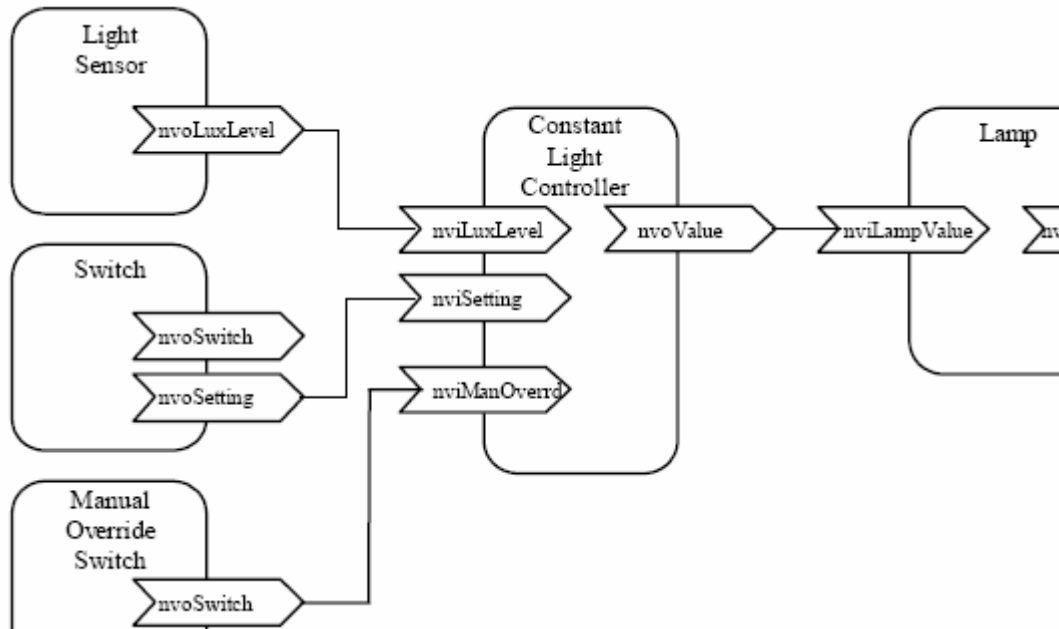 Light
Sensor
nvoLuxLevel
Switch
nvoSwitch
nvoSetting
Manual
Override
Switch
nvoSwitch
Constant
Light
Controller
nviLuxLevel
nviSetting
nviManOverrd
nvoValue
Lamp
nviLampValue